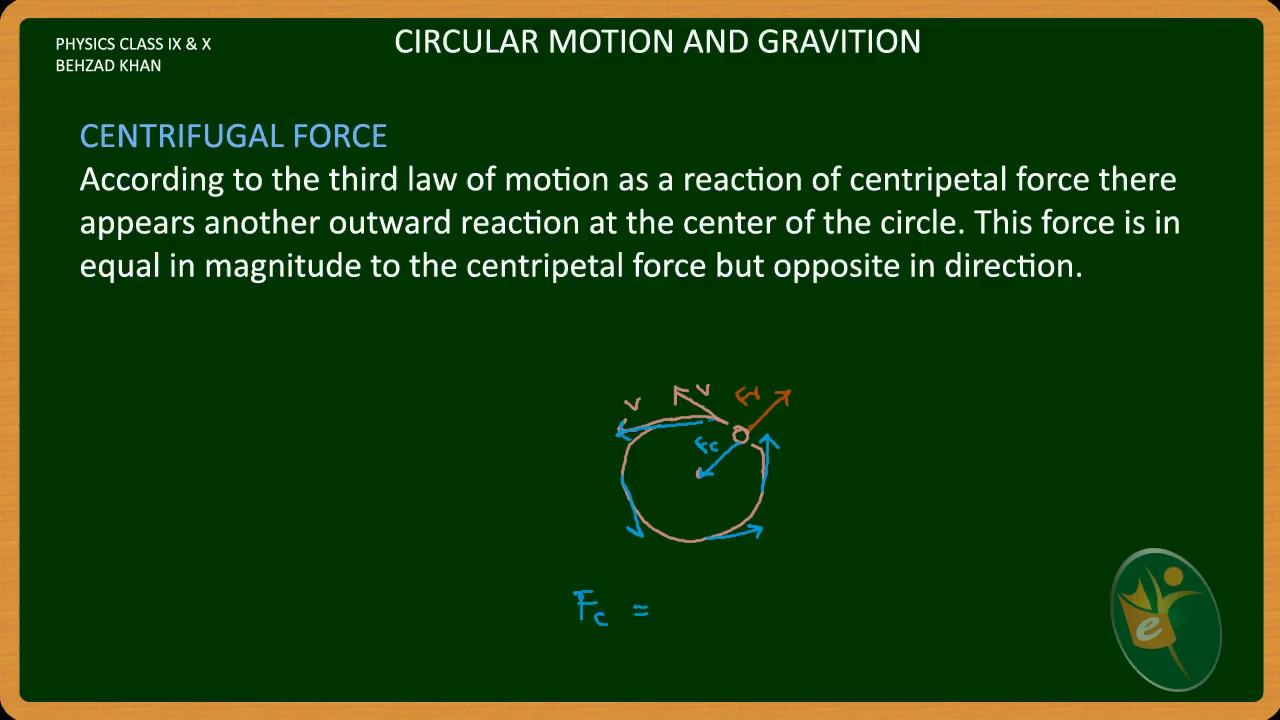 PHYSICS CLASS IX & X
BEHZAD KHAN
CIRCULAR MOTION AND GRAVITION
CENTRIFUGAL FORCE
According to the third law of motion as a reaction of centripetal force there
appears another outward reaction at the center of the circle. This force is in
equal in magnitude to the centripetal force but opposite in direction.
V
V
Fc
Fc =
e